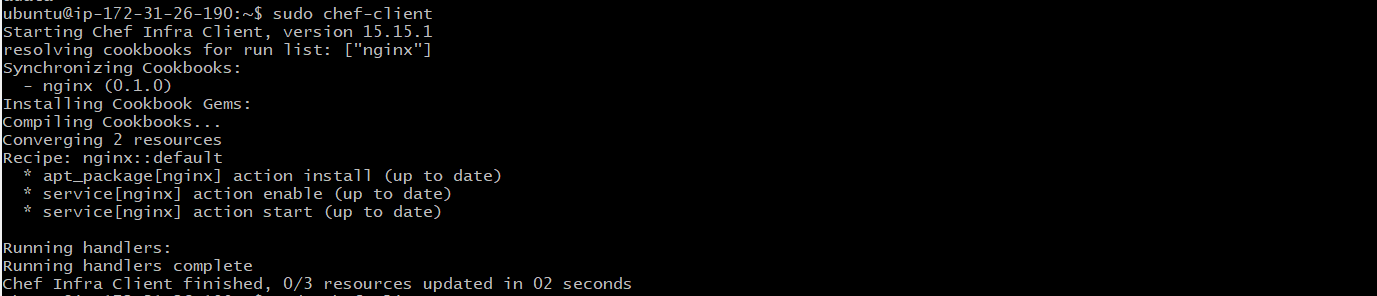 ubuntu@ip-172-31-26-190:~$ sudo chef-client
Starting Chef Infra Client, version 15.15.1
resolving cookbooks for run list: ["nginx"]
Synchronizing Cookbooks:
  - nginx (0.1.0)
Installing Cookbook Gems:
Compiling Cookbooks...
Converging 2 resources
Recipe: nginx::default
  * apt_package[nginx] action install (up to date)
  * service[nginx] action enable (up to date)
  * service[nginx] action start (up to date)

Running handlers:
Running handlers complete
Chef Infra Client finished, 0/3 resources updated in 02 seconds